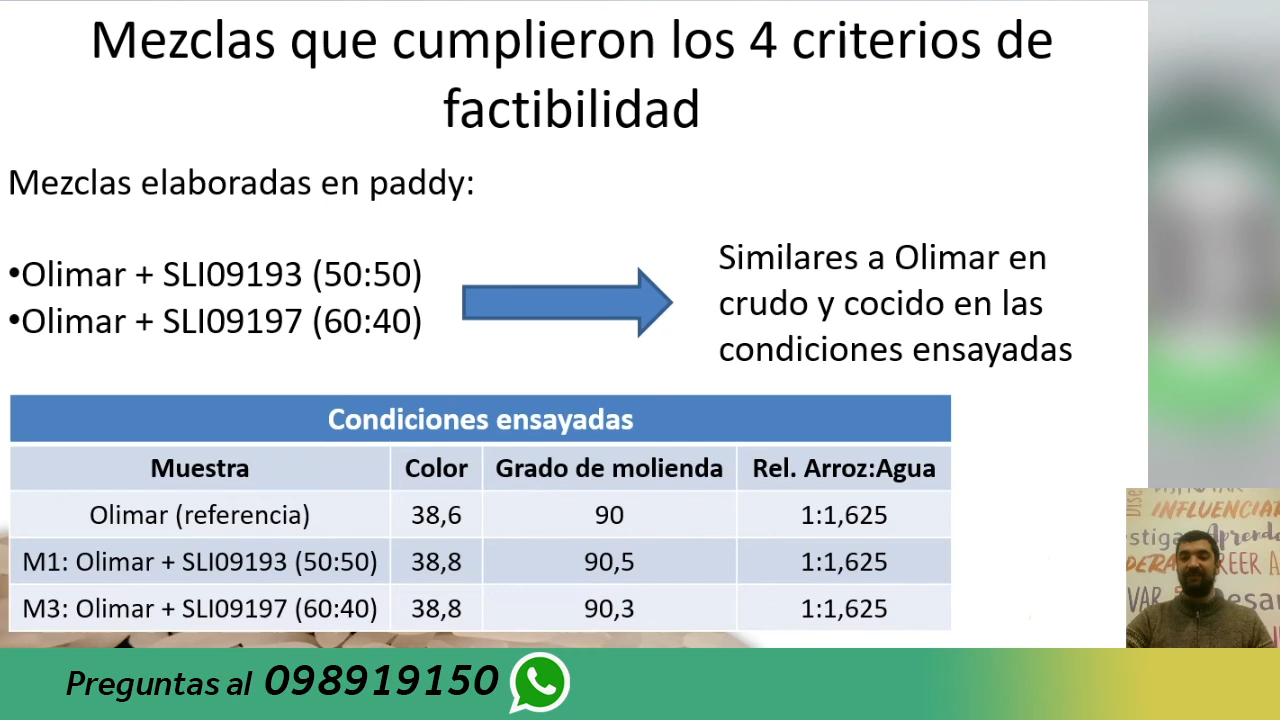 Mezclas que cumplieron los 4 criterios de
factibilidad
Mezclas elaboradas en paddy:
•Olimar + SLI09193 (50:50)
•Olimar + SLI09197 (60:40)
Similares a Olimar en
crudo y cocido en las
condiciones ensayadas
Condiciones ensayadas
Muestra Color Grado de molienda Rel. Arroz:Agua
Olimar (referencia) 38,6 90 1:1,625
M1: Olimar + SLI09193 (50:50) 38,8 90,5 1:1,625
M3: Olimar + SLI09197 (60:40) 38,8 90,3 1:1,625
INFLUENCIAR
Aprende
REER A
VAR
Preguntas al 098919150